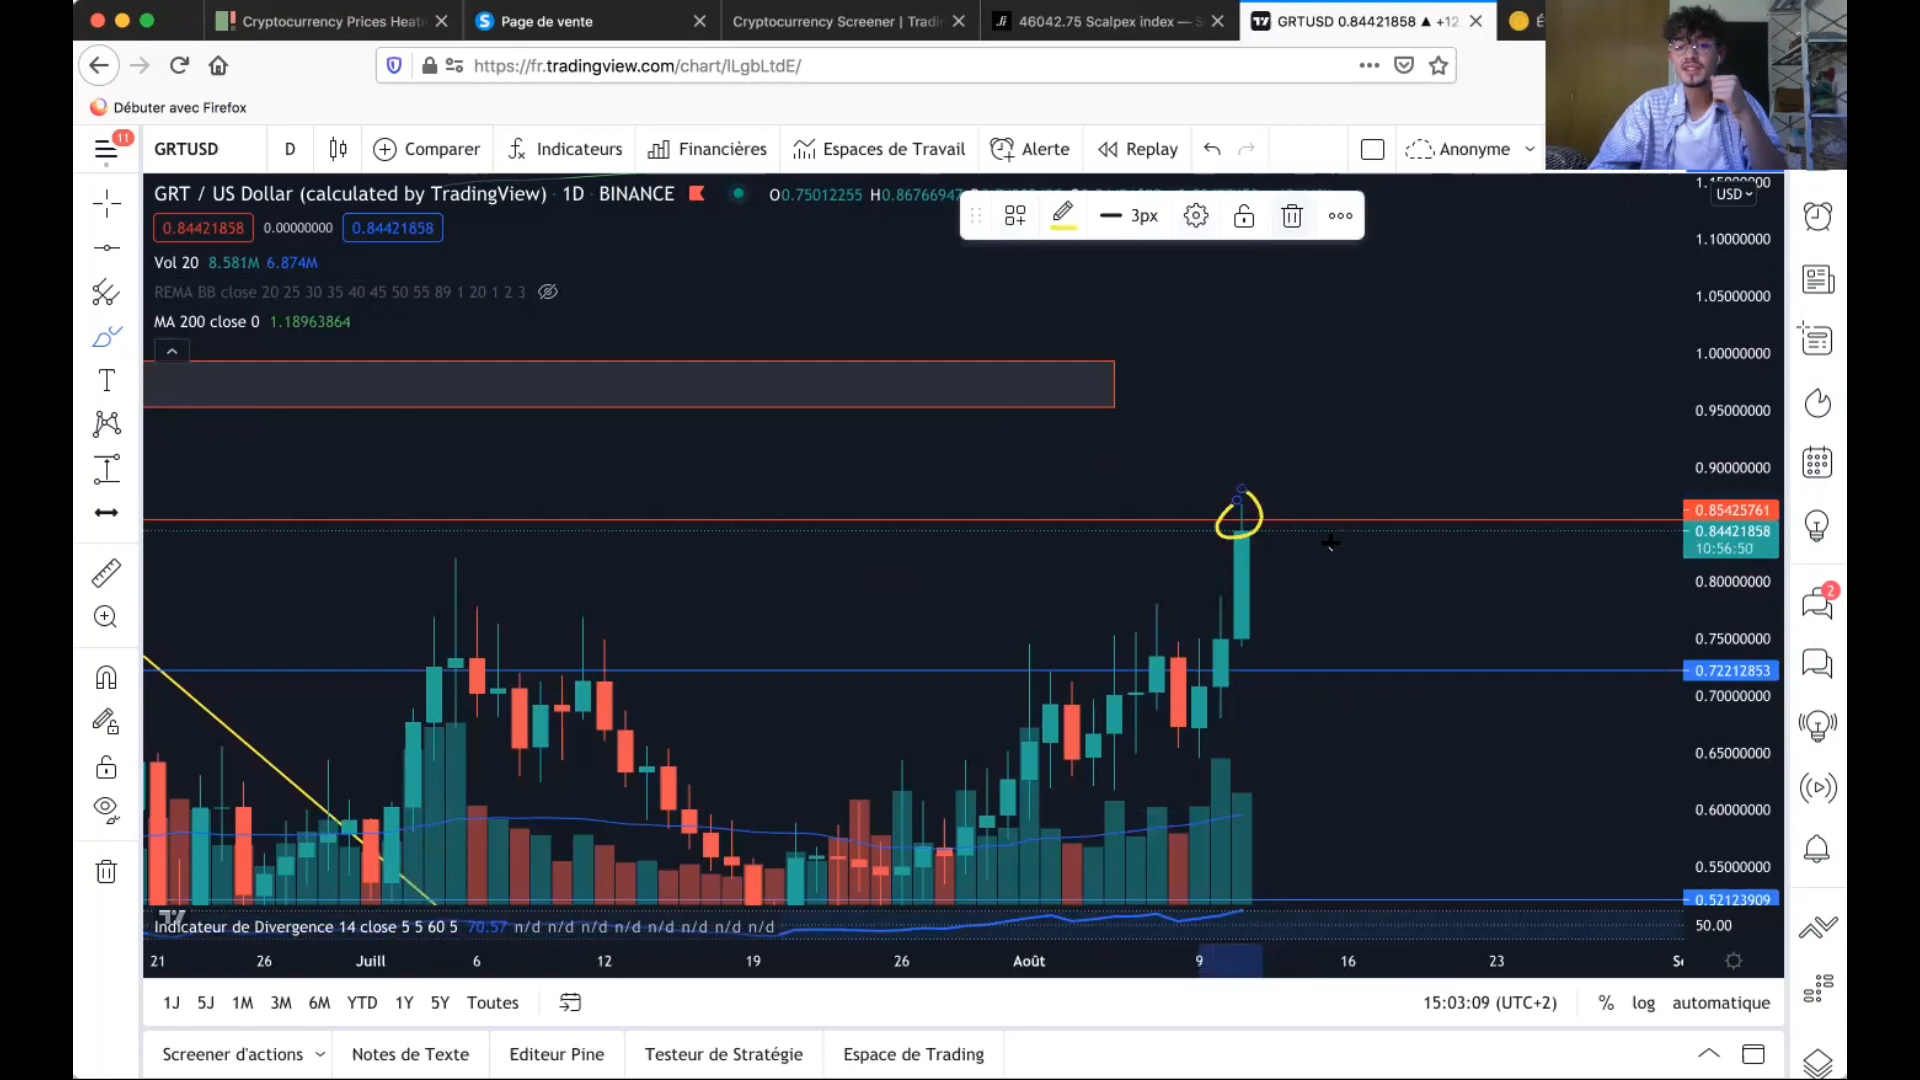 Cryptocurrency Prices Heatm
Page de vente
Cryptocurrency Screener | Tradi
46042.75 Scalpex index — S
GRTUSD 0.84421858 ▲ +12
https://fr.tradingview.com/chart/lLgbLtdE/
Débuter avec Firefox
11
GRTUSD
D
Comparer
Indicateurs
Financières
Espaces de Travail
Alerte
Replay
Anonyme
GRT / US Dollar (calculated by TradingView) · 1D · BINANCE
O0.75012255 H0.86766947
3px
0.84421858 0.00000000 0.84421858
Vol 20 8.581M 6.874M
REMA BB close 20 25 30 35 40 45 50 55 89 1 20 1 2 3
MA 200 close 0 1.18963864
1.15000000
USD
1.10000000
1.05000000
1.00000000
0.95000000
0.90000000
0.85425761
0.84421858
10:56:50
0.80000000
0.75000000
0.72212853
0.70000000
0.65000000
0.60000000
0.55000000
0.52123909
50.00
2
Indicateur de Divergence 14 close 5 5 60 5 70.57 n/d n/d n/d n/d n/d n/d n/d n/d
21 26 Juill 6 12 19 26 Août 9 16 23
1J 5J 1M 3M 6M YTD 1Y 5Y Toutes
15:03:09 (UTC+2) % log automatique
Screener d'actions
Notes de Texte
Editeur Pine
Testeur de Stratégie
Espace de Trading